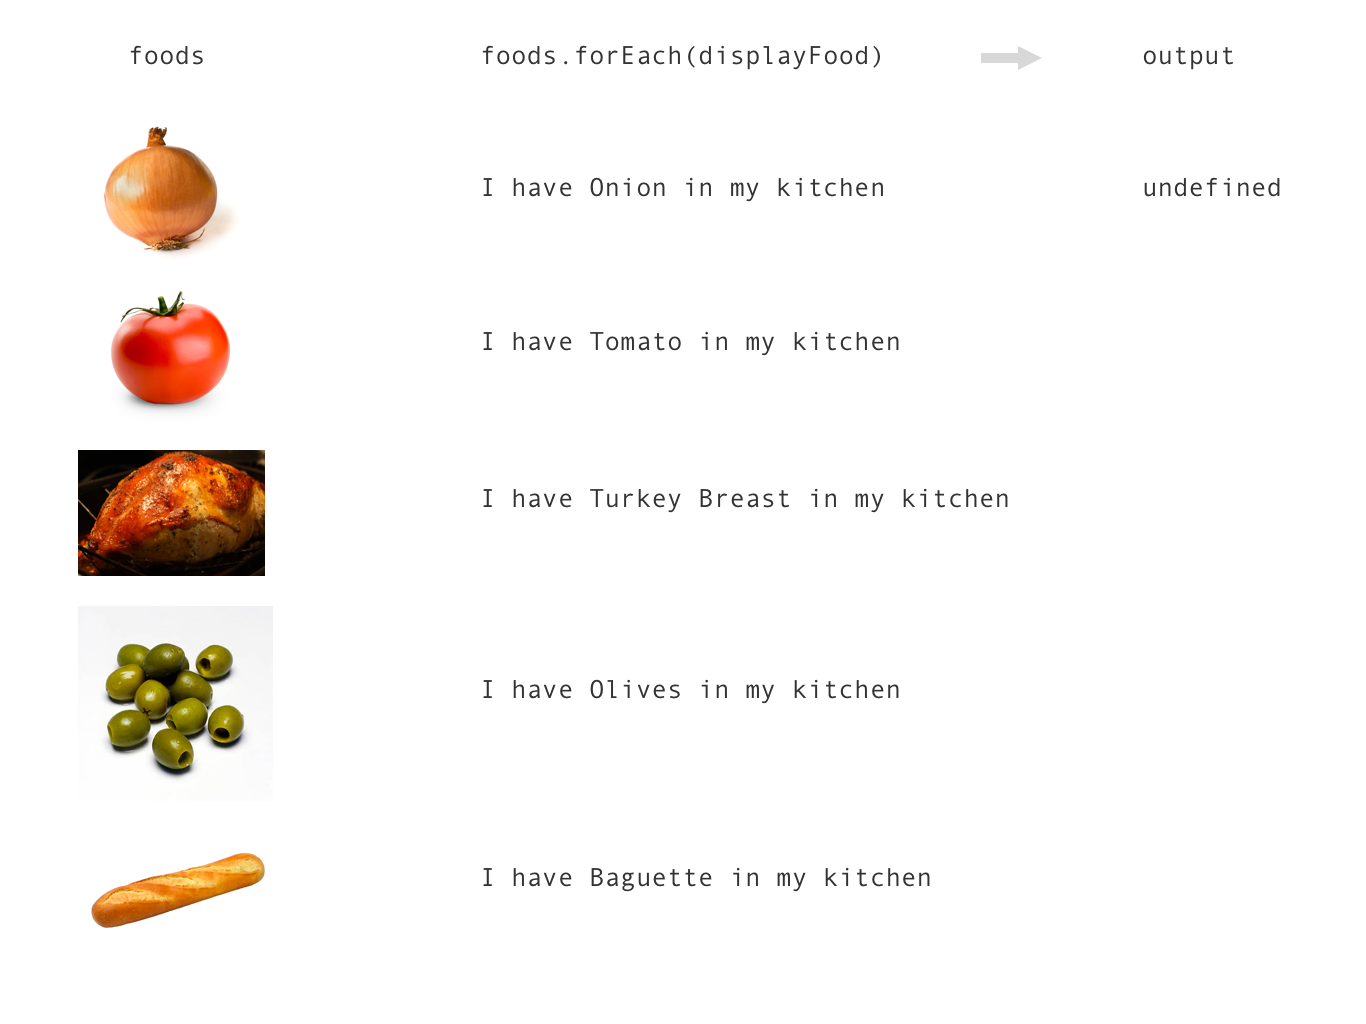 foods
foods.forEach(displayFood)
output
I have Onion in my kitchen
undefined
I have Tomato in my kitchen
I have Turkey Breast in my kitchen
I have Olives in my kitchen
I have Baguette in my kitchen